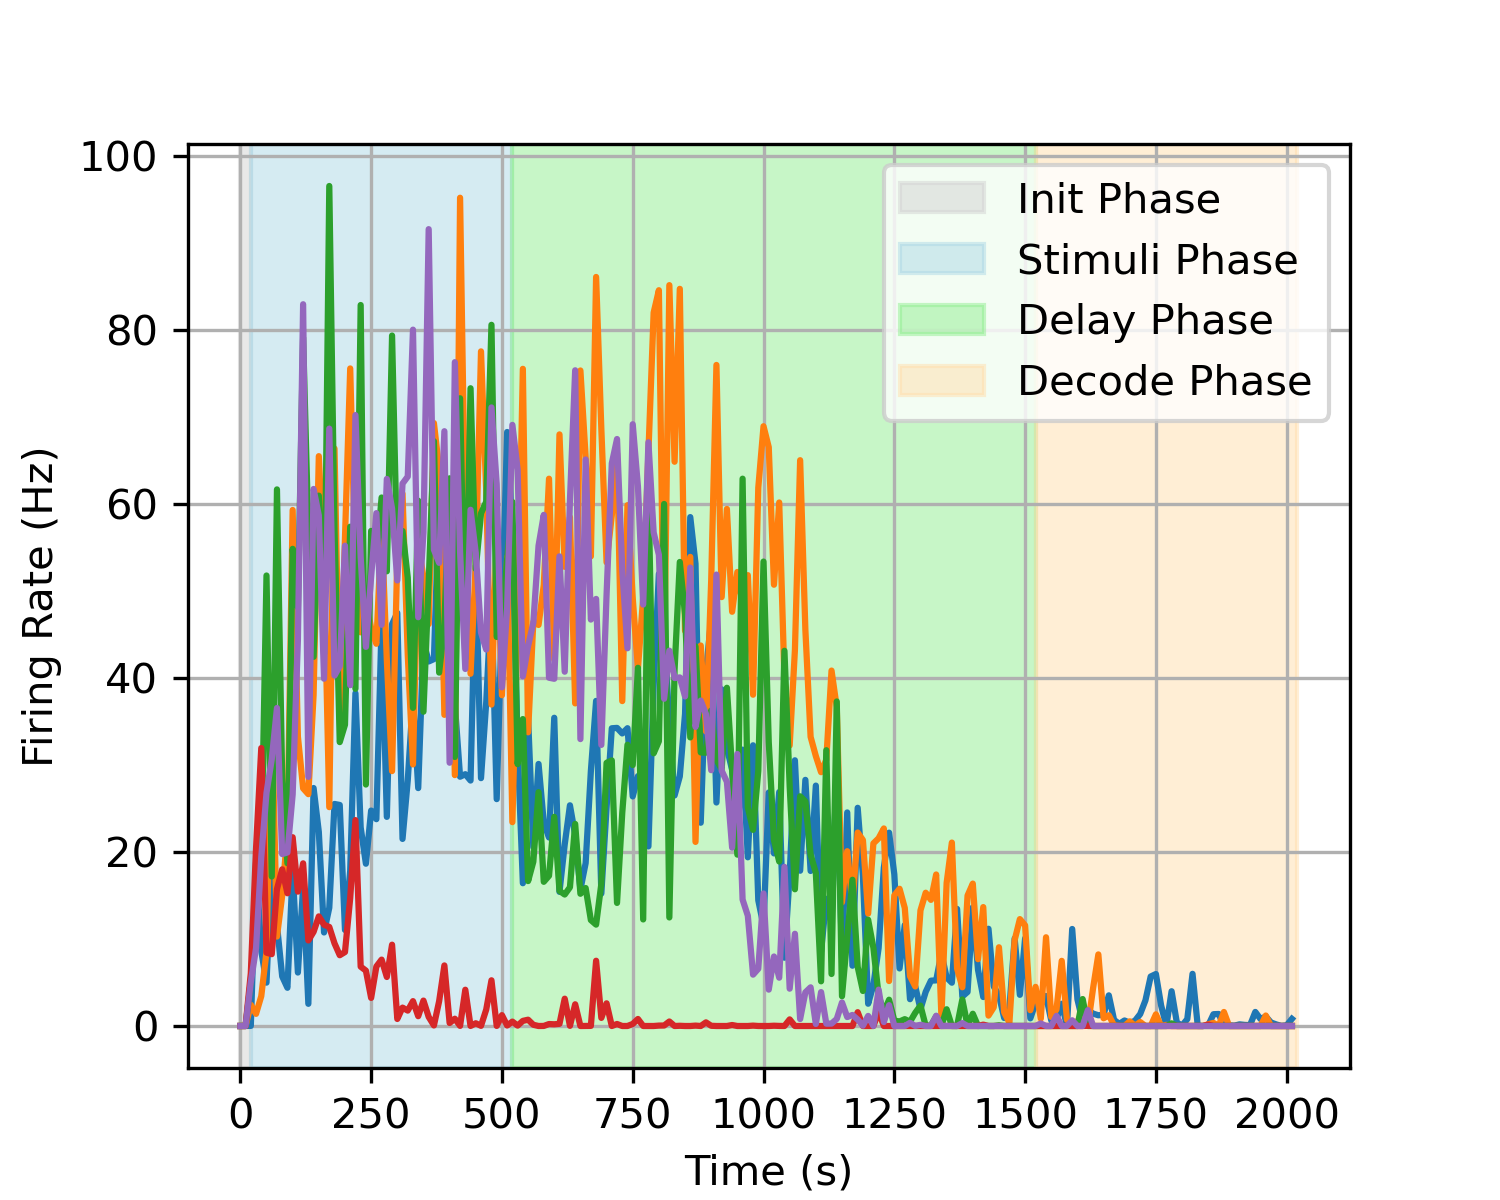 100
80
60
40
20
0
Firing Rate (Hz)
Init Phase
Stimuli Phase
Delay Phase
Decode Phase
0 250 500 750 1000 1250 1500 1750 2000
Time (s)